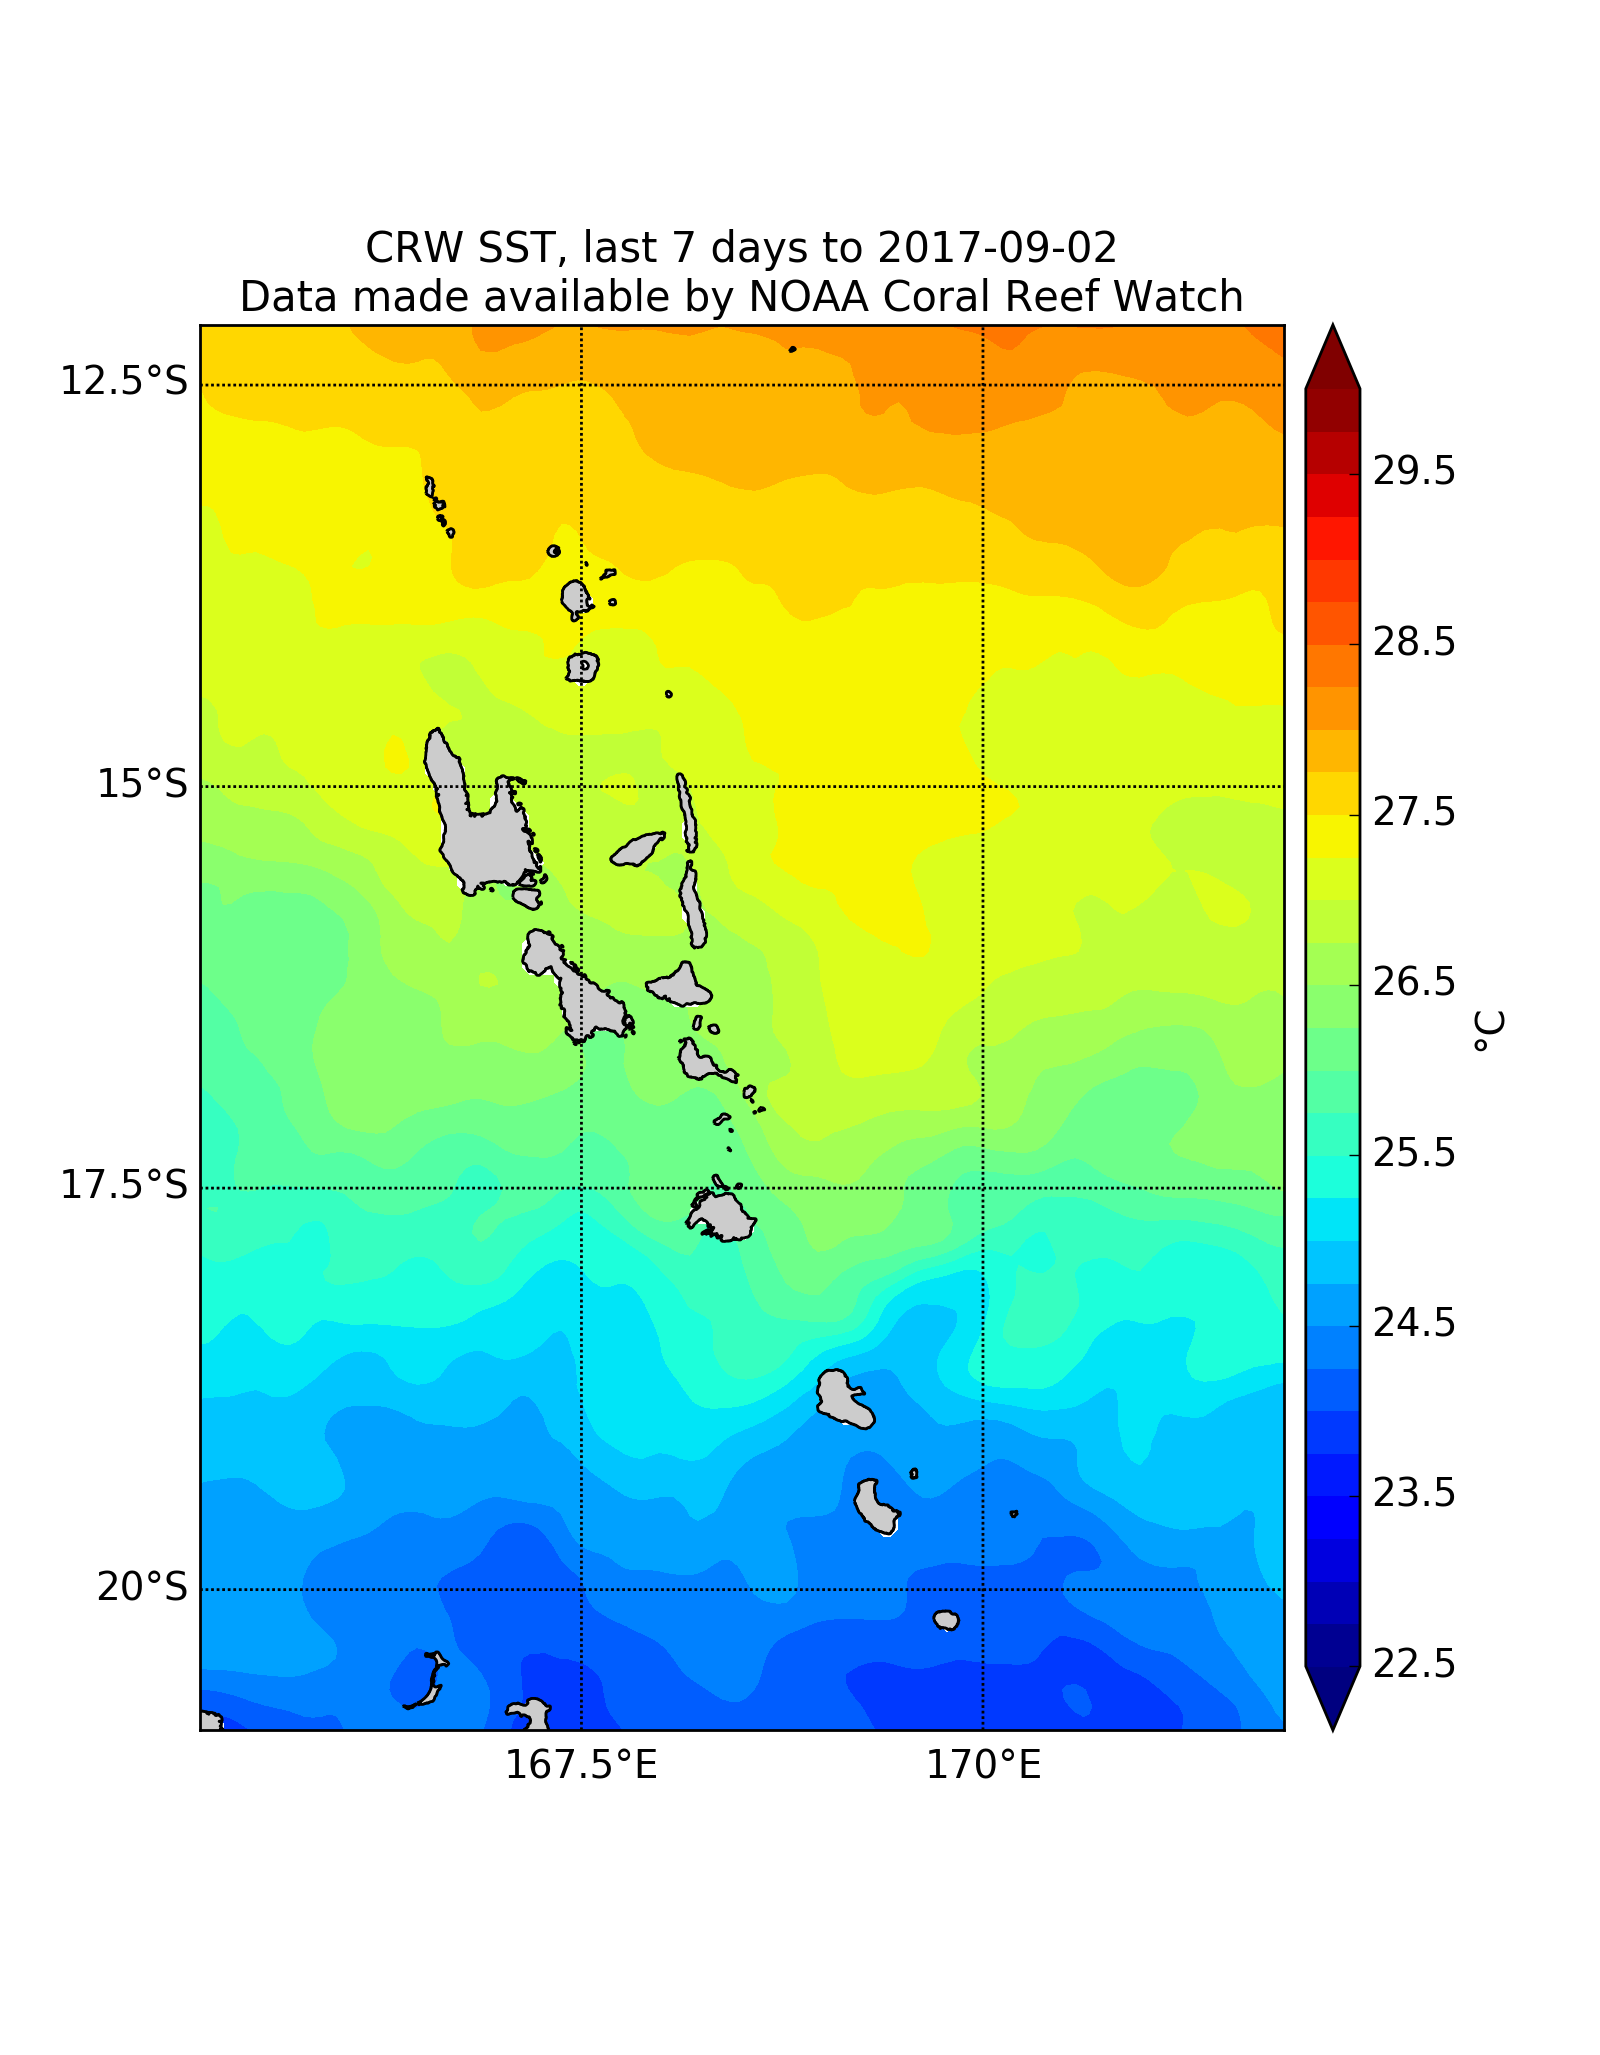 CRW SST, last 7 days to 2017-09-02
Data made available by NOAA Coral Reef Watch
12.5°S
15°S
17.5°S
20°S
167.5°E
170°E
29.5
28.5
27.5
26.5
25.5
24.5
23.5
22.5
°C